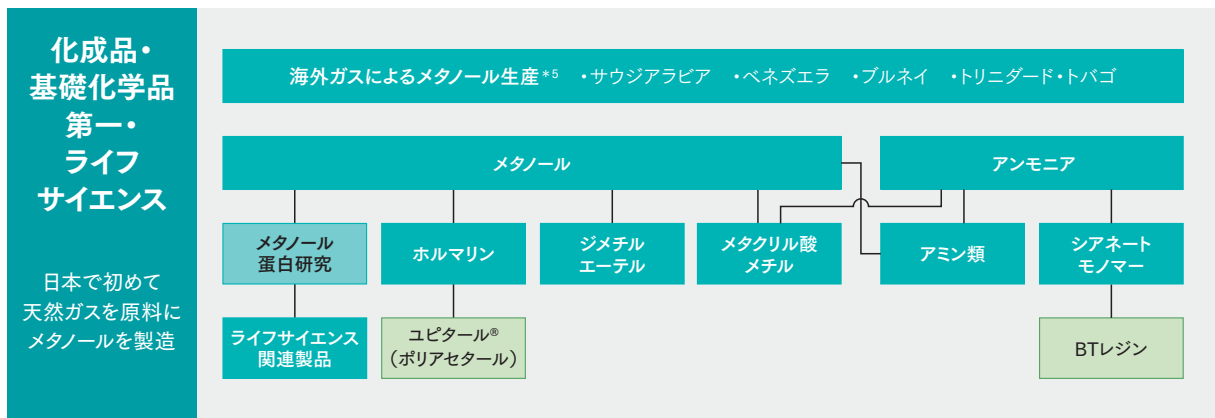 化成品・
基礎化学品
第一・
ライフ
サイエンス
日本で初めて
天然ガスを原料に
メタノールを製造
海外ガスによるメタノール生産*5 ・サウジアラビア ・ベネズエラ ・ブルネイ ・トリニダード・トバゴ
メタノール
アンモニア
メタノール
蛋白研究
ホルマリン
ジメチル
エーテル
メタクリル酸
メチル
アミン類
シアネート
モノマー
ライフサイエンス
関連製品
ユピタール®
（ポリアセタール）
BTレジン